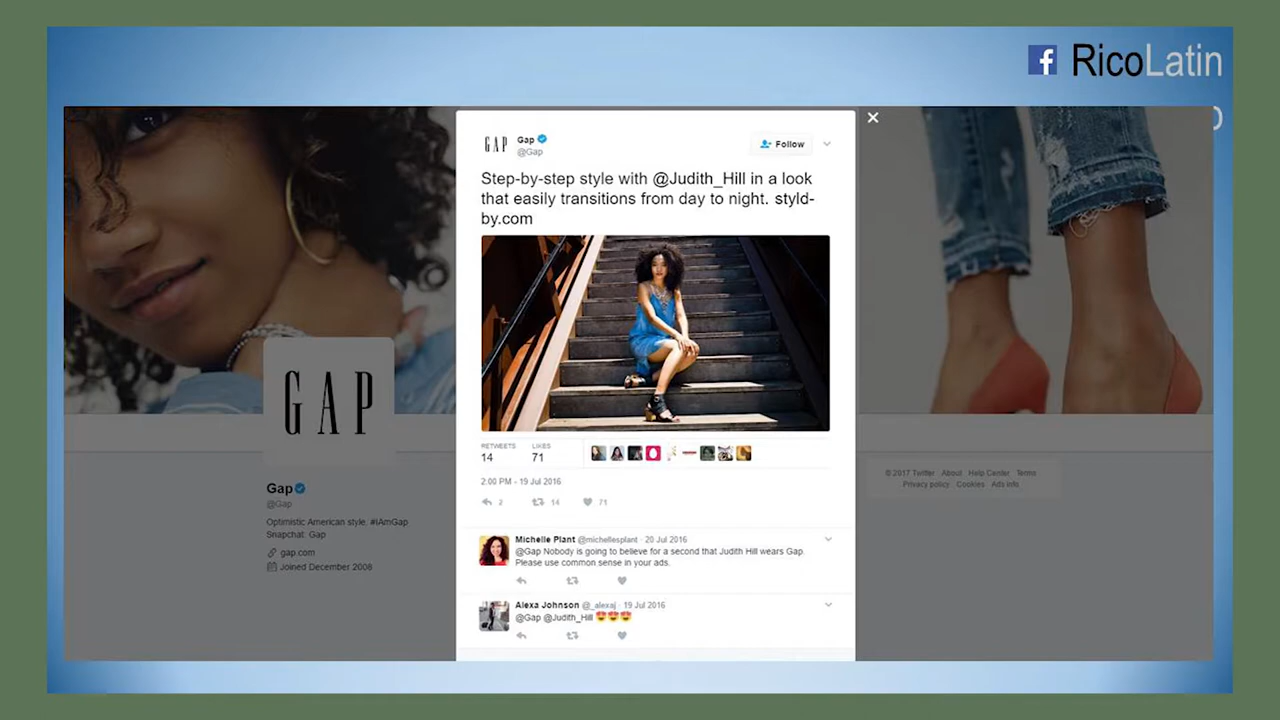 RicoLatin
GAP
Gap
@Gap
Follow
Step-by-step style with @Judith_Hill in a look
that easily transitions from day to night. styld-
by.com
RETWEETS
14
LIKES
71
2:00 PM - 19 Jul 2016
2
14
71
Michelle Plant @michellesplant · 20 Jul 2016
@Gap Nobody is going to believe for a second that Judith Hill wears Gap.
Please use common sense in your ads.
Alexa Johnson @_alexaj · 19 Jul 2016
@Gap @Judith_Hill 😍😍😍
GAP
Gap
@Gap
Optimistic American style, #IAmGap
Snapchat: Gap
gap.com
Joined December 2008
© 2017 Twitter About Help Center Terms
Privacy policy Cookies Ads info